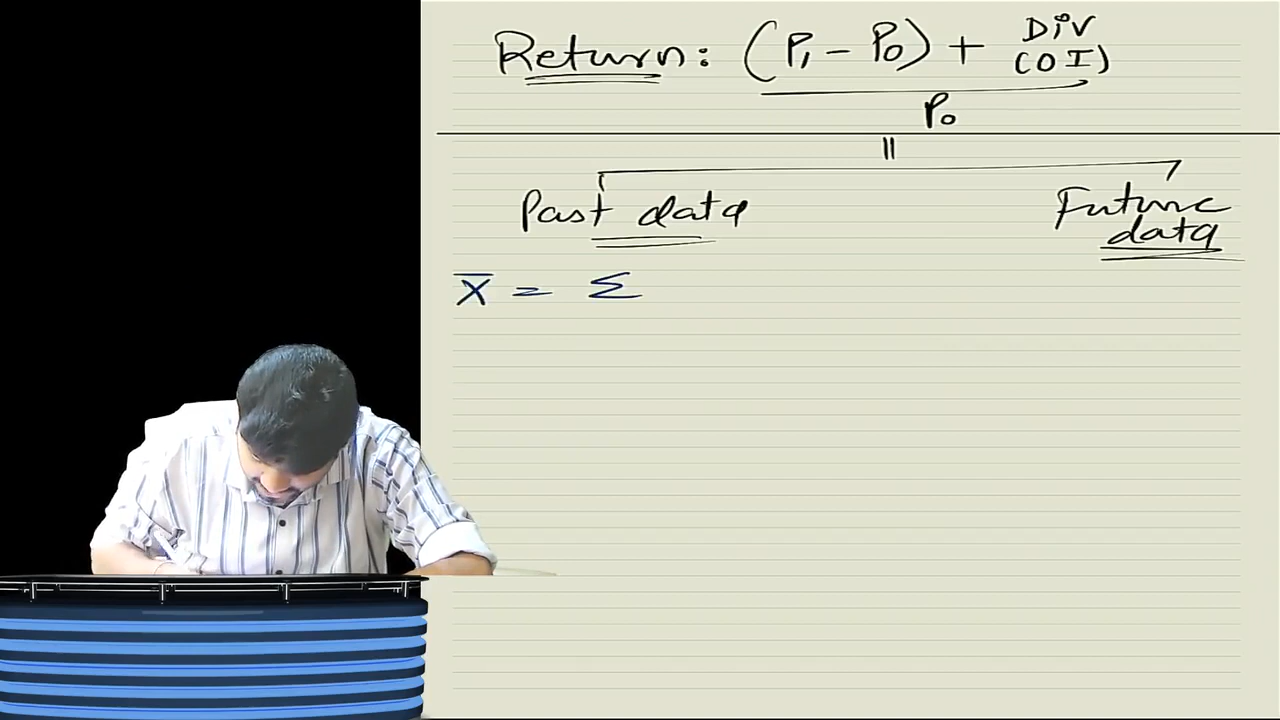 Return: (P₁ - P₀) + Div
(OI)
P₀
=
Past data
Future
data
X̄ = Σ